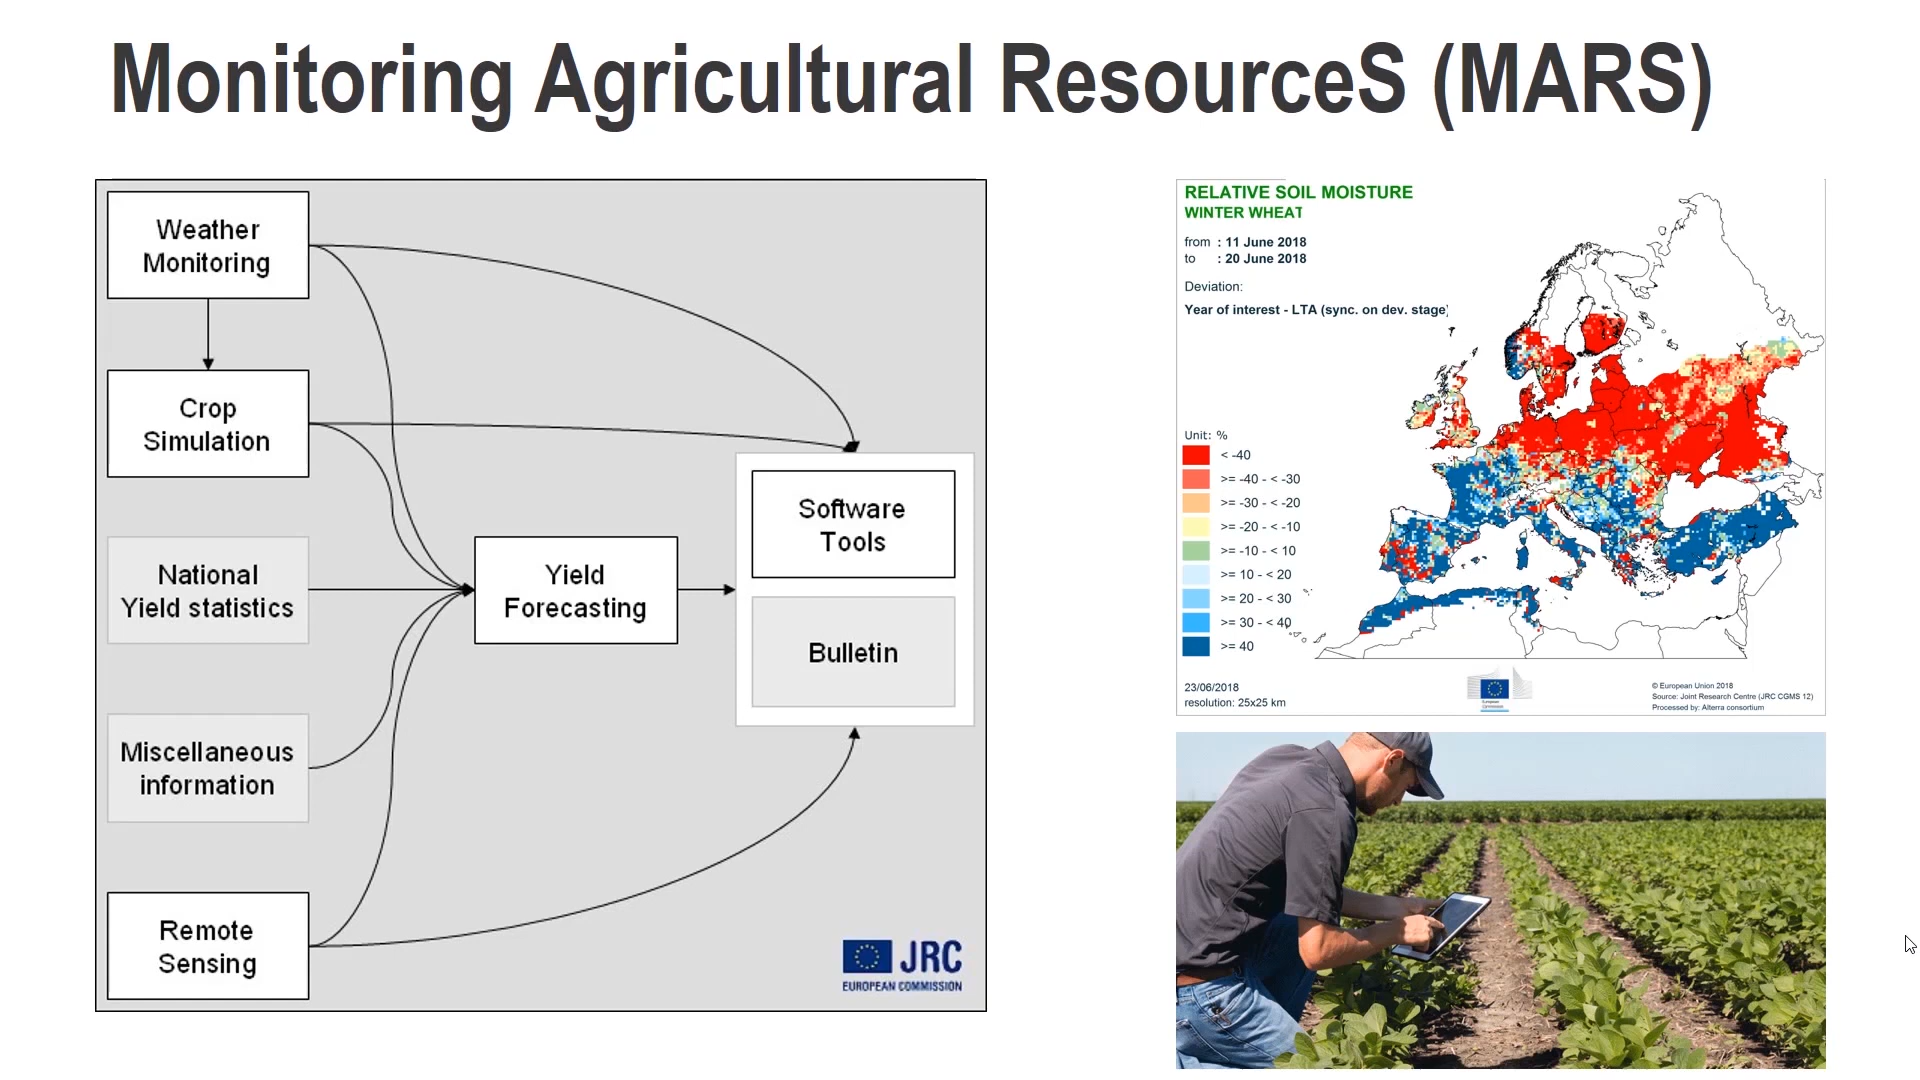 Monitoring Agricultural ResourceS (MARS)
Weather
Monitoring
Crop
Simulation
National
Yield statistics
Miscellaneous
information
Remote
Sensing
Yield
Forecasting
Software
Tools
Bulletin
JRC
EUROPEAN COMMISSION
RELATIVE SOIL MOISTURE
WINTER WHEAT
from : 11 June 2018
to : 20 June 2018
Deviation:
Year of interest - LTA (sync. on dev. stage)
Unit: %
< -40
>= -40 - < -30
>= -30 - < -20
>= -20 - < -10
>= -10 - < 10
>= 10 - < 20
>= 20 - < 30
>= 30 - < 40
>= 40
23/06/2018
resolution: 25x25 km
European
Commission
© European Union 2018
Source: Joint Research Centre (JRC CGMS 12)
Processed by: Alterra consortium